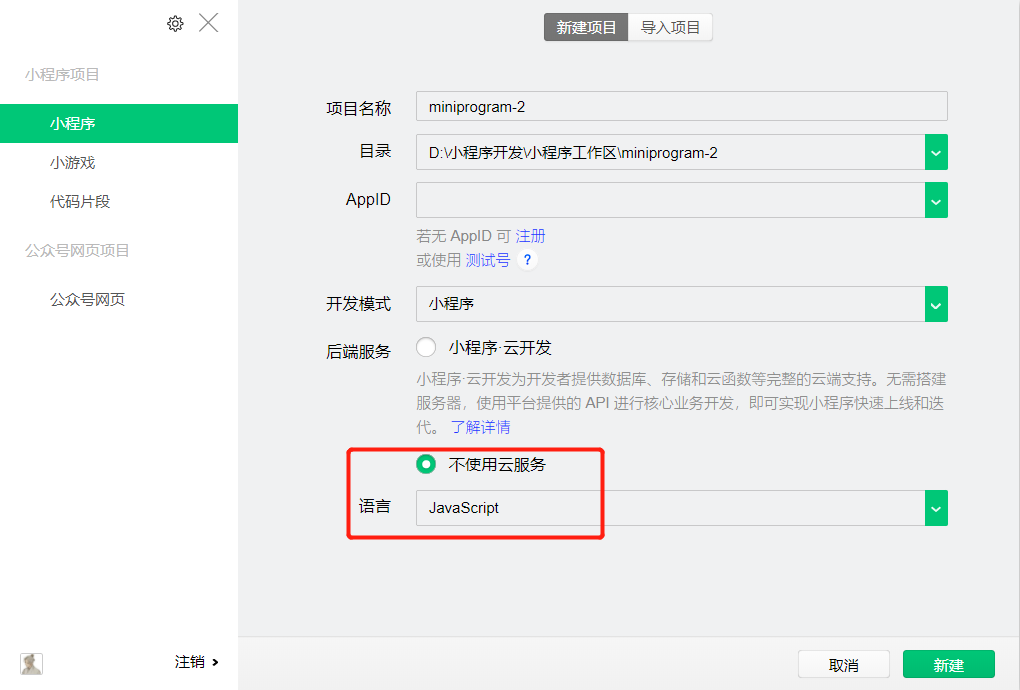 小程序项目
小程序
小游戏
代码片段
公众号网页项目
公众号网页
注销
新建项目 导入项目
项目名称 miniprogram-2
目录 D:\小程序开发\小程序工作区\miniprogram-2
AppID
若无 AppID 可 注册
或使用 测试号 ?
开发模式 小程序
后端服务 小程序·云开发
小程序·云开发为开发者提供数据库、存储和云函数等完整的云端支持。无需搭建
服务器，使用平台提供的 API 进行核心业务开发，即可实现小程序快速上线和迭
代。 了解详情
不使用云服务
语言 JavaScript
取消 新建